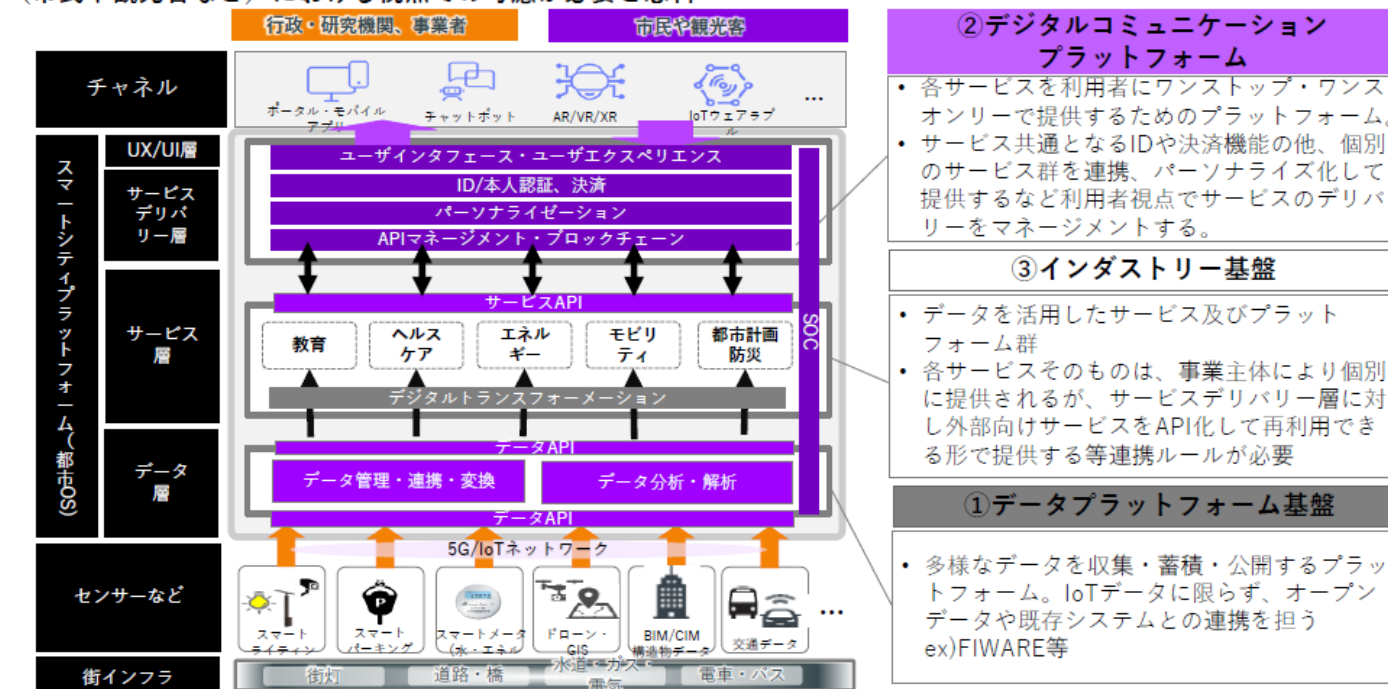 行政・研究機関、事業者
市民や観光客
チャネル
ポータル・モバイル
アプリ
チャットボット
AR/VR/XR
IoTウェアラブ
ル
...
スマートシティプラットフォーム(都市OS)
UX/UI層
サービス
デリバ
リー層
ユーザインタフェース・ユーザエクスペリエンス
ID/本人認証、決済
パーソナライゼーション
APIマネージメント・ブロックチェーン
SOC
サービス
層
サービスAPI
教育
ヘルス
ケア
エネル
ギー
モビリ
ティ
都市計画
防災
デジタルトランスフォーメーション
データ
層
データAPI
データ管理・連携・変換
データ分析・解析
データAPI
センサーなど
5G/IoTネットワーク
スマート
ライティン
スマート
パーキング
スマートメータ
(水・エネル
ドローン・
GIS
BIM/CIM
構造物データ
交通データ
...
街インフラ
街灯
道路・橋
水道・ガス・
電気
電車・バス
②デジタルコミュニケーション
プラットフォーム
• 各サービスを利用者にワンストップ・ワンス
オンリーで提供するためのプラットフォーム。
• サービス共通となるIDや決済機能の他、個別
のサービス群を連携、パーソナライズ化して
提供するなど利用者視点でサービスのデリバ
リーをマネージメントする。
③インダストリー基盤
• データを活用したサービス及びプラット
フォーム群
• 各サービスそのものは、事業主体により個別
に提供されるが、サービスデリバリー層に対
し外部向けサービスをAPI化して再利用でき
る形で提供する等連携ルールが必要
①データプラットフォーム基盤
• 多様なデータを収集・蓄積・公開するプラッ
トフォーム。IoTデータに限らず、オープン
データや既存システムとの連携を担う
ex)FIWARE等